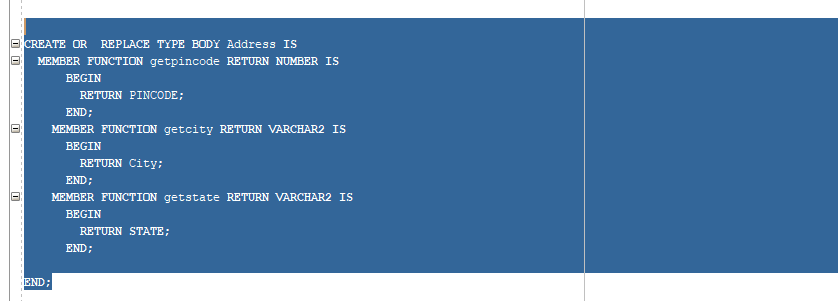 CREATE OR  REPLACE TYPE BODY Address IS
  MEMBER FUNCTION getpincode RETURN NUMBER IS
      BEGIN
        RETURN PINCODE;
      END;
    MEMBER FUNCTION getcity RETURN VARCHAR2 IS
      BEGIN
        RETURN City;
      END;
    MEMBER FUNCTION getstate RETURN VARCHAR2 IS
      BEGIN
        RETURN STATE;
      END;
END;